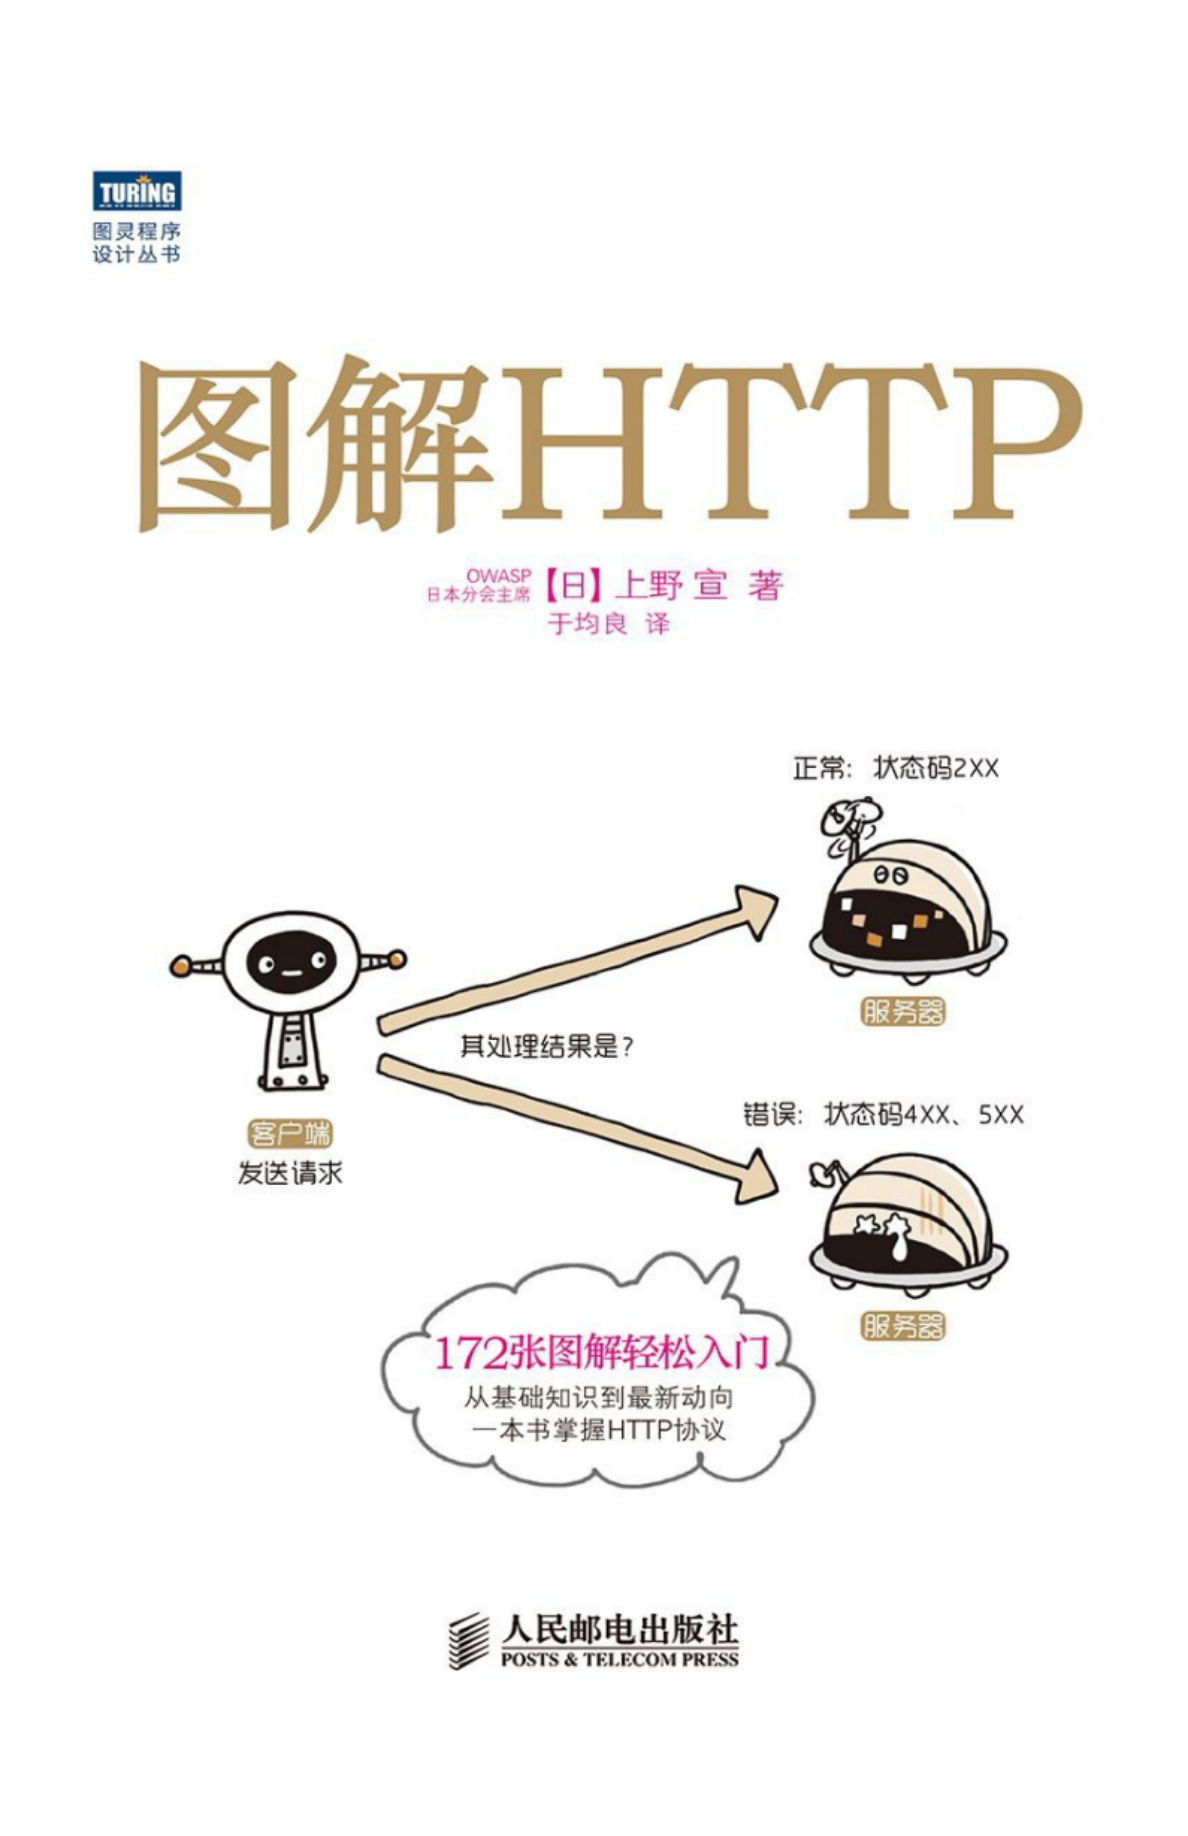 TURING
图灵程序
设计丛书
图解HTTP
OWASP
日本分会主席
【日】上野 宣 著
于均良 译
正常：状态码2XX
服务器
其处理结果是？
客户端
发送请求
错误：状态码4XX、5XX
服务器
172张图解轻松入门
从基础知识到最新动向
一本书掌握HTTP协议
人民邮电出版社
POSTS & TELECOM PRESS